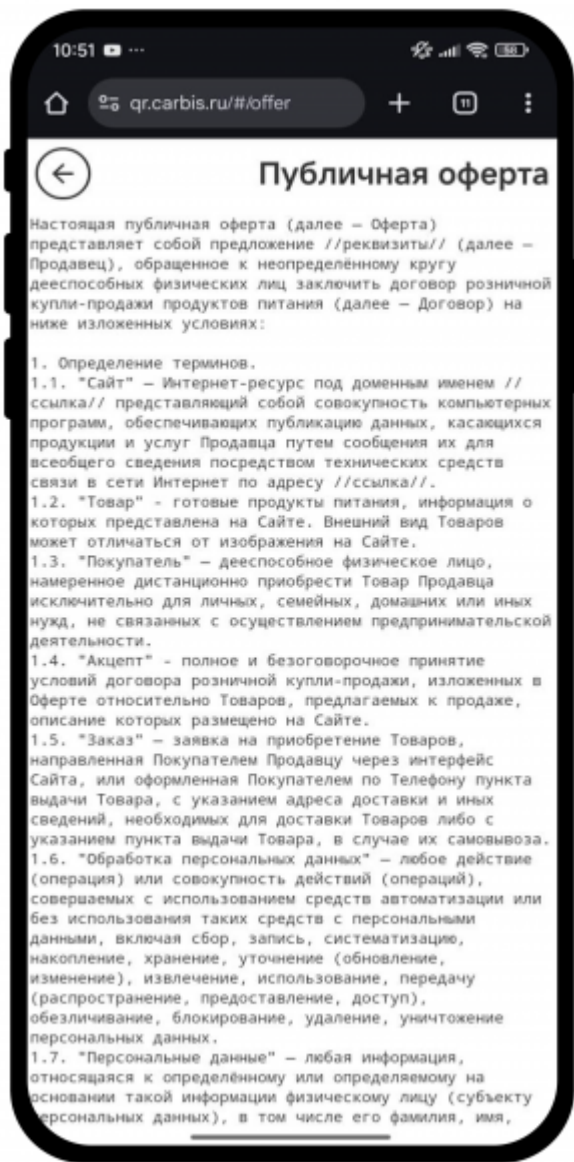 10:51
58
qr.carbis.ru/#/offer
11
Публичная оферта
Настоящая публичная оферта (далее — Оферта)
представляет собой предложение //реквизиты// (далее —
Продавец), обращенное к неопределённому кругу
дееспособных физических лиц заключить договор розничной
купли-продажи продуктов питания (далее — Договор) на
ниже изложенных условиях:
1. Определение терминов.
1.1. "Сайт" — Интернет-ресурс под доменным именем //
ссылка// представляющий собой совокупность компьютерных
программ, обеспечивающих публикацию данных, касающихся
продукции и услуг Продавца путем сообщения их для
всеобщего сведения посредством технических средств
связи в сети Интернет по адресу //ссылка//.
1.2. "Товар" - готовые продукты питания, информация о
которых представлена на Сайте. Внешний вид Товаров
может отличаться от изображения на Сайте.
1.3. "Покупатель" — дееспособное физическое лицо,
намеренное дистанционно приобрести Товар Продавца
исключительно для личных, семейных, домашних или иных
нужд, не связанных с осуществлением предпринимательской
деятельности.
1.4. "Акцепт" - полное и безоговорочное принятие
условий договора розничной купли-продажи, изложенных в
Оферте относительно Товаров, предлагаемых к продаже,
описание которых размещено на Сайте.
1.5. "Заказ" — заявка на приобретение Товаров,
направленная Покупателем Продавцу через интерфейс
Сайта, или оформленная Покупателем по Телефону пункта
выдачи Товара, с указанием адреса доставки и иных
сведений, необходимых для доставки Товаров либо с
указанием пункта выдачи Товара, в случае их самовывоза.
1.6. "Обработка персональных данных" — любое действие
(операция) или совокупность действий (операций),
совершаемых с использованием средств автоматизации или
без использования таких средств с персональными
данными, включая сбор, запись, систематизацию,
накопление, хранение, уточнение (обновление,
изменение), извлечение, использование, передачу
(распространение, предоставление, доступ),
обезличивание, блокирование, удаление, уничтожение
персональных данных.
1.7. "Персональные данные" — любая информация,
относящаяся к определённому или определяемому на
основании такой информации физическому лицу (субъекту
персональных данных), в том числе его фамилия, имя,